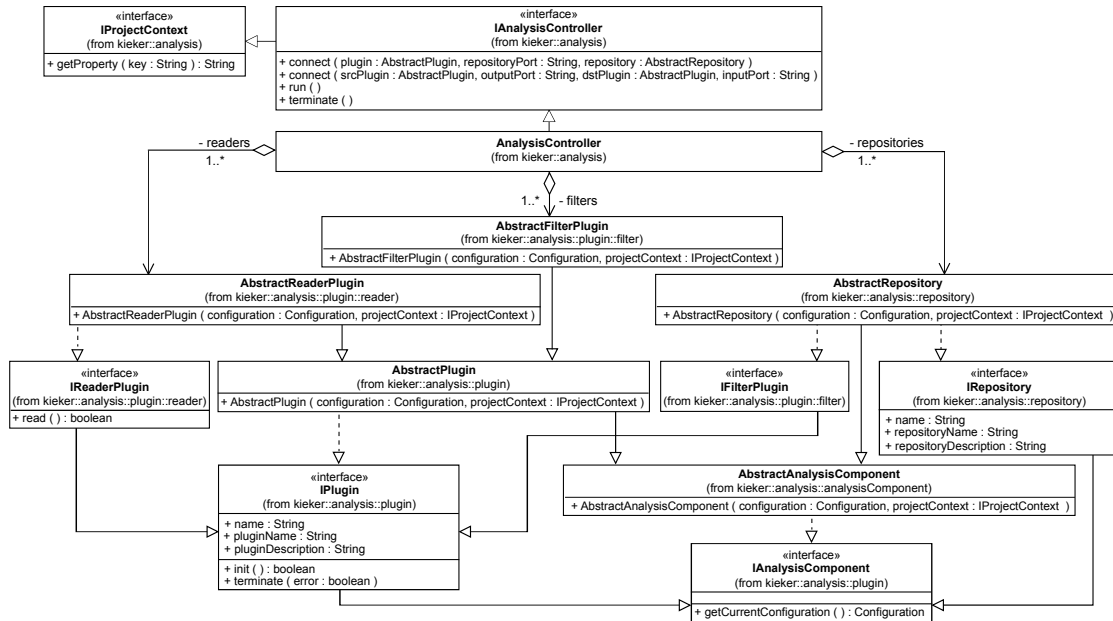 «interface»
IProjectContext
(from kieker::analysis)
+ getProperty ( key : String ) : String
«interface»
IAnalysisController
(from kieker::analysis)
+ connect ( plugin : AbstractPlugin, repositoryPort : String, repository : AbstractRepository )
+ connect ( srcPlugin : AbstractPlugin, outputPort : String, dstPlugin : AbstractPlugin, inputPort : String )
+ run ( )
+ terminate ( )
- readers
1..*
AnalysisController
(from kieker::analysis)
- repositories
1..*
1..*
- filters
AbstractFilterPlugin
(from kieker::analysis::plugin::filter)
+ AbstractFilterPlugin ( configuration : Configuration, projectContext : IProjectContext )
AbstractReaderPlugin
(from kieker::analysis::plugin::reader)
+ AbstractReaderPlugin ( configuration : Configuration, projectContext : IProjectContext )
AbstractRepository
(from kieker::analysis::repository)
+ AbstractRepository ( configuration : Configuration, projectContext : IProjectContext )
«interface»
IReaderPlugin
(from kieker::analysis::plugin::reader)
+ read ( ) : boolean
AbstractPlugin
(from kieker::analysis::plugin)
+ AbstractPlugin ( configuration : Configuration, projectContext : IProjectContext )
«interface»
IFilterPlugin
(from kieker::analysis::plugin::filter)
«interface»
IRepository
(from kieker::analysis::repository)
+ name : String
+ repositoryName : String
+ repositoryDescription : String
«interface»
IPlugin
(from kieker::analysis::plugin)
+ name : String
+ pluginName : String
+ pluginDescription : String
+ init ( ) : boolean
+ terminate ( error : boolean )
AbstractAnalysisComponent
(from kieker::analysis::analysisComponent)
+ AbstractAnalysisComponent ( configuration : Configuration, projectContext : IProjectContext )
«interface»
IAnalysisComponent
(from kieker::analysis::plugin)
+ getCurrentConfiguration ( ) : Configuration